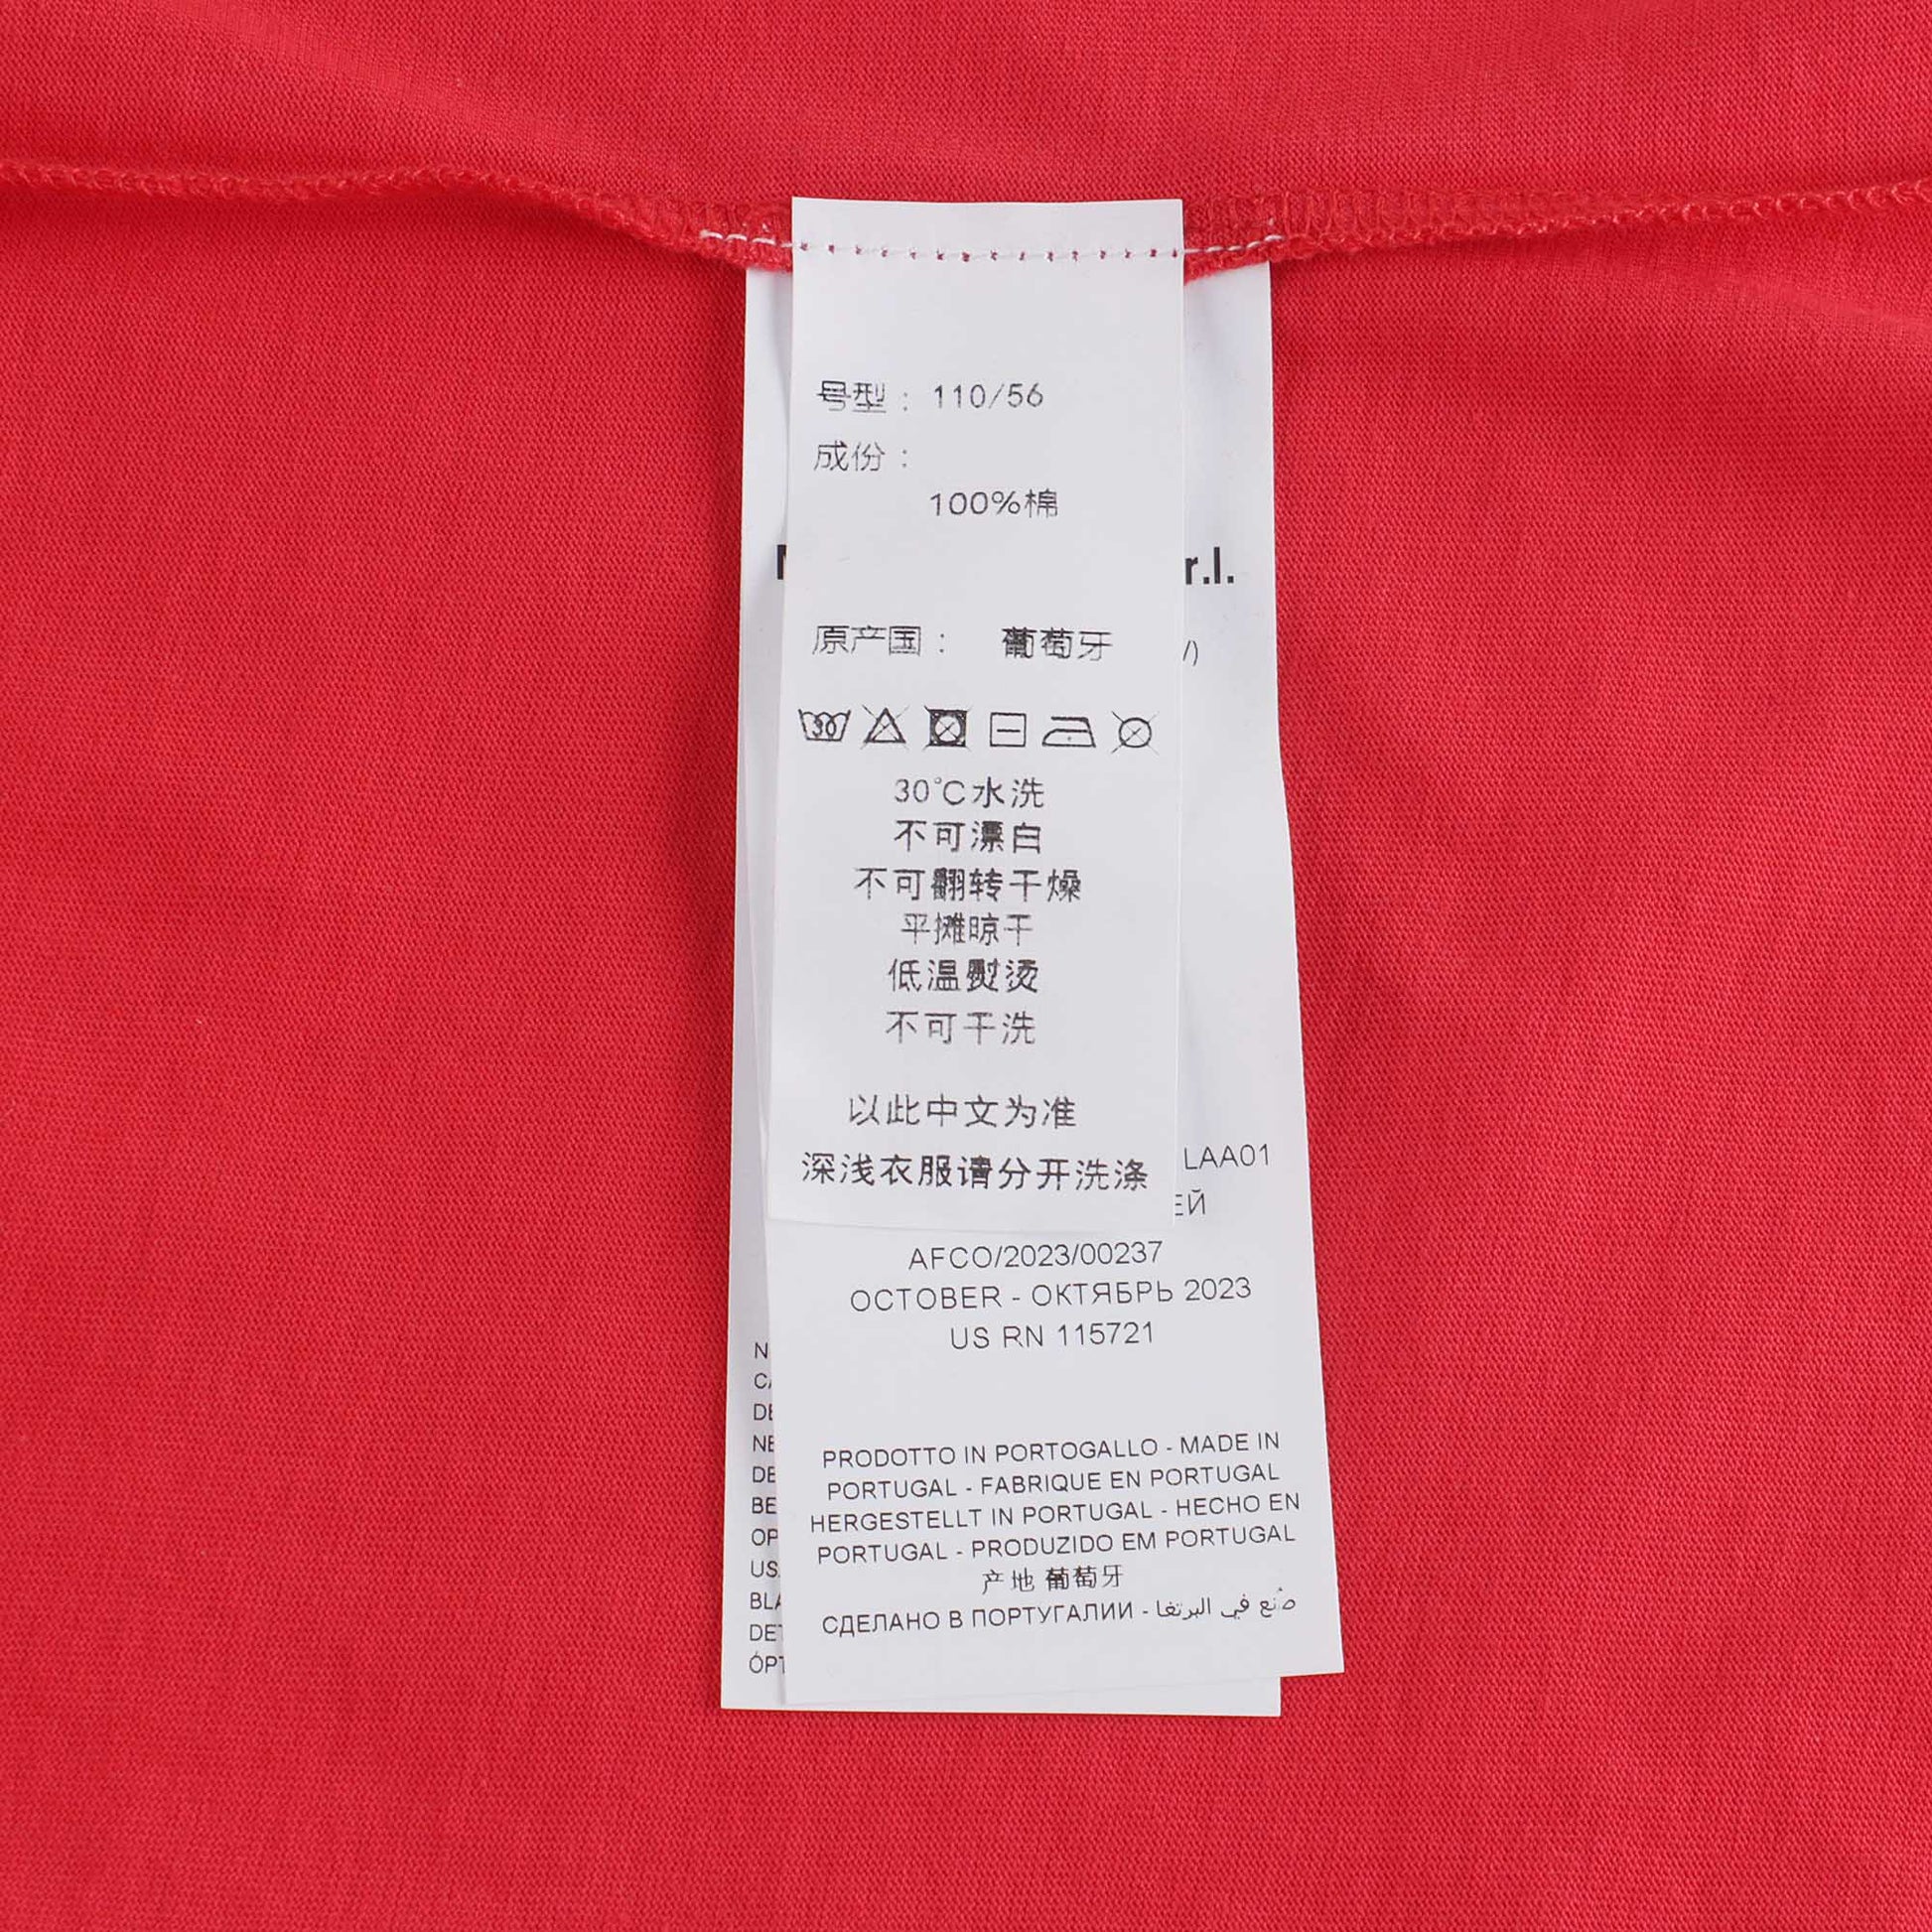 号型: 110/56
成份:
100%棉
r.l.
原产国: 葡萄牙
30
30℃水洗
不可漂白
不可翻转干燥
平摊晾干
低温熨烫
不可干洗
以此中文为准
LAA01
深浅衣服请分开洗涤
AFCO/2023/00237
OCTOBER - ОКТЯБРЬ 2023
US RN 115721
PRODOTTO IN PORTOGALLO - MADE IN
PORTUGAL - FABRIQUE EN PORTUGAL
HERGESTELLT IN PORTUGAL - HECHO EN
PORTUGAL - PRODUZIDO EM PORTUGAL
产地 葡萄牙
СДЕЛАНО В ПОРТУГАЛИИ - صنع في البرتغا